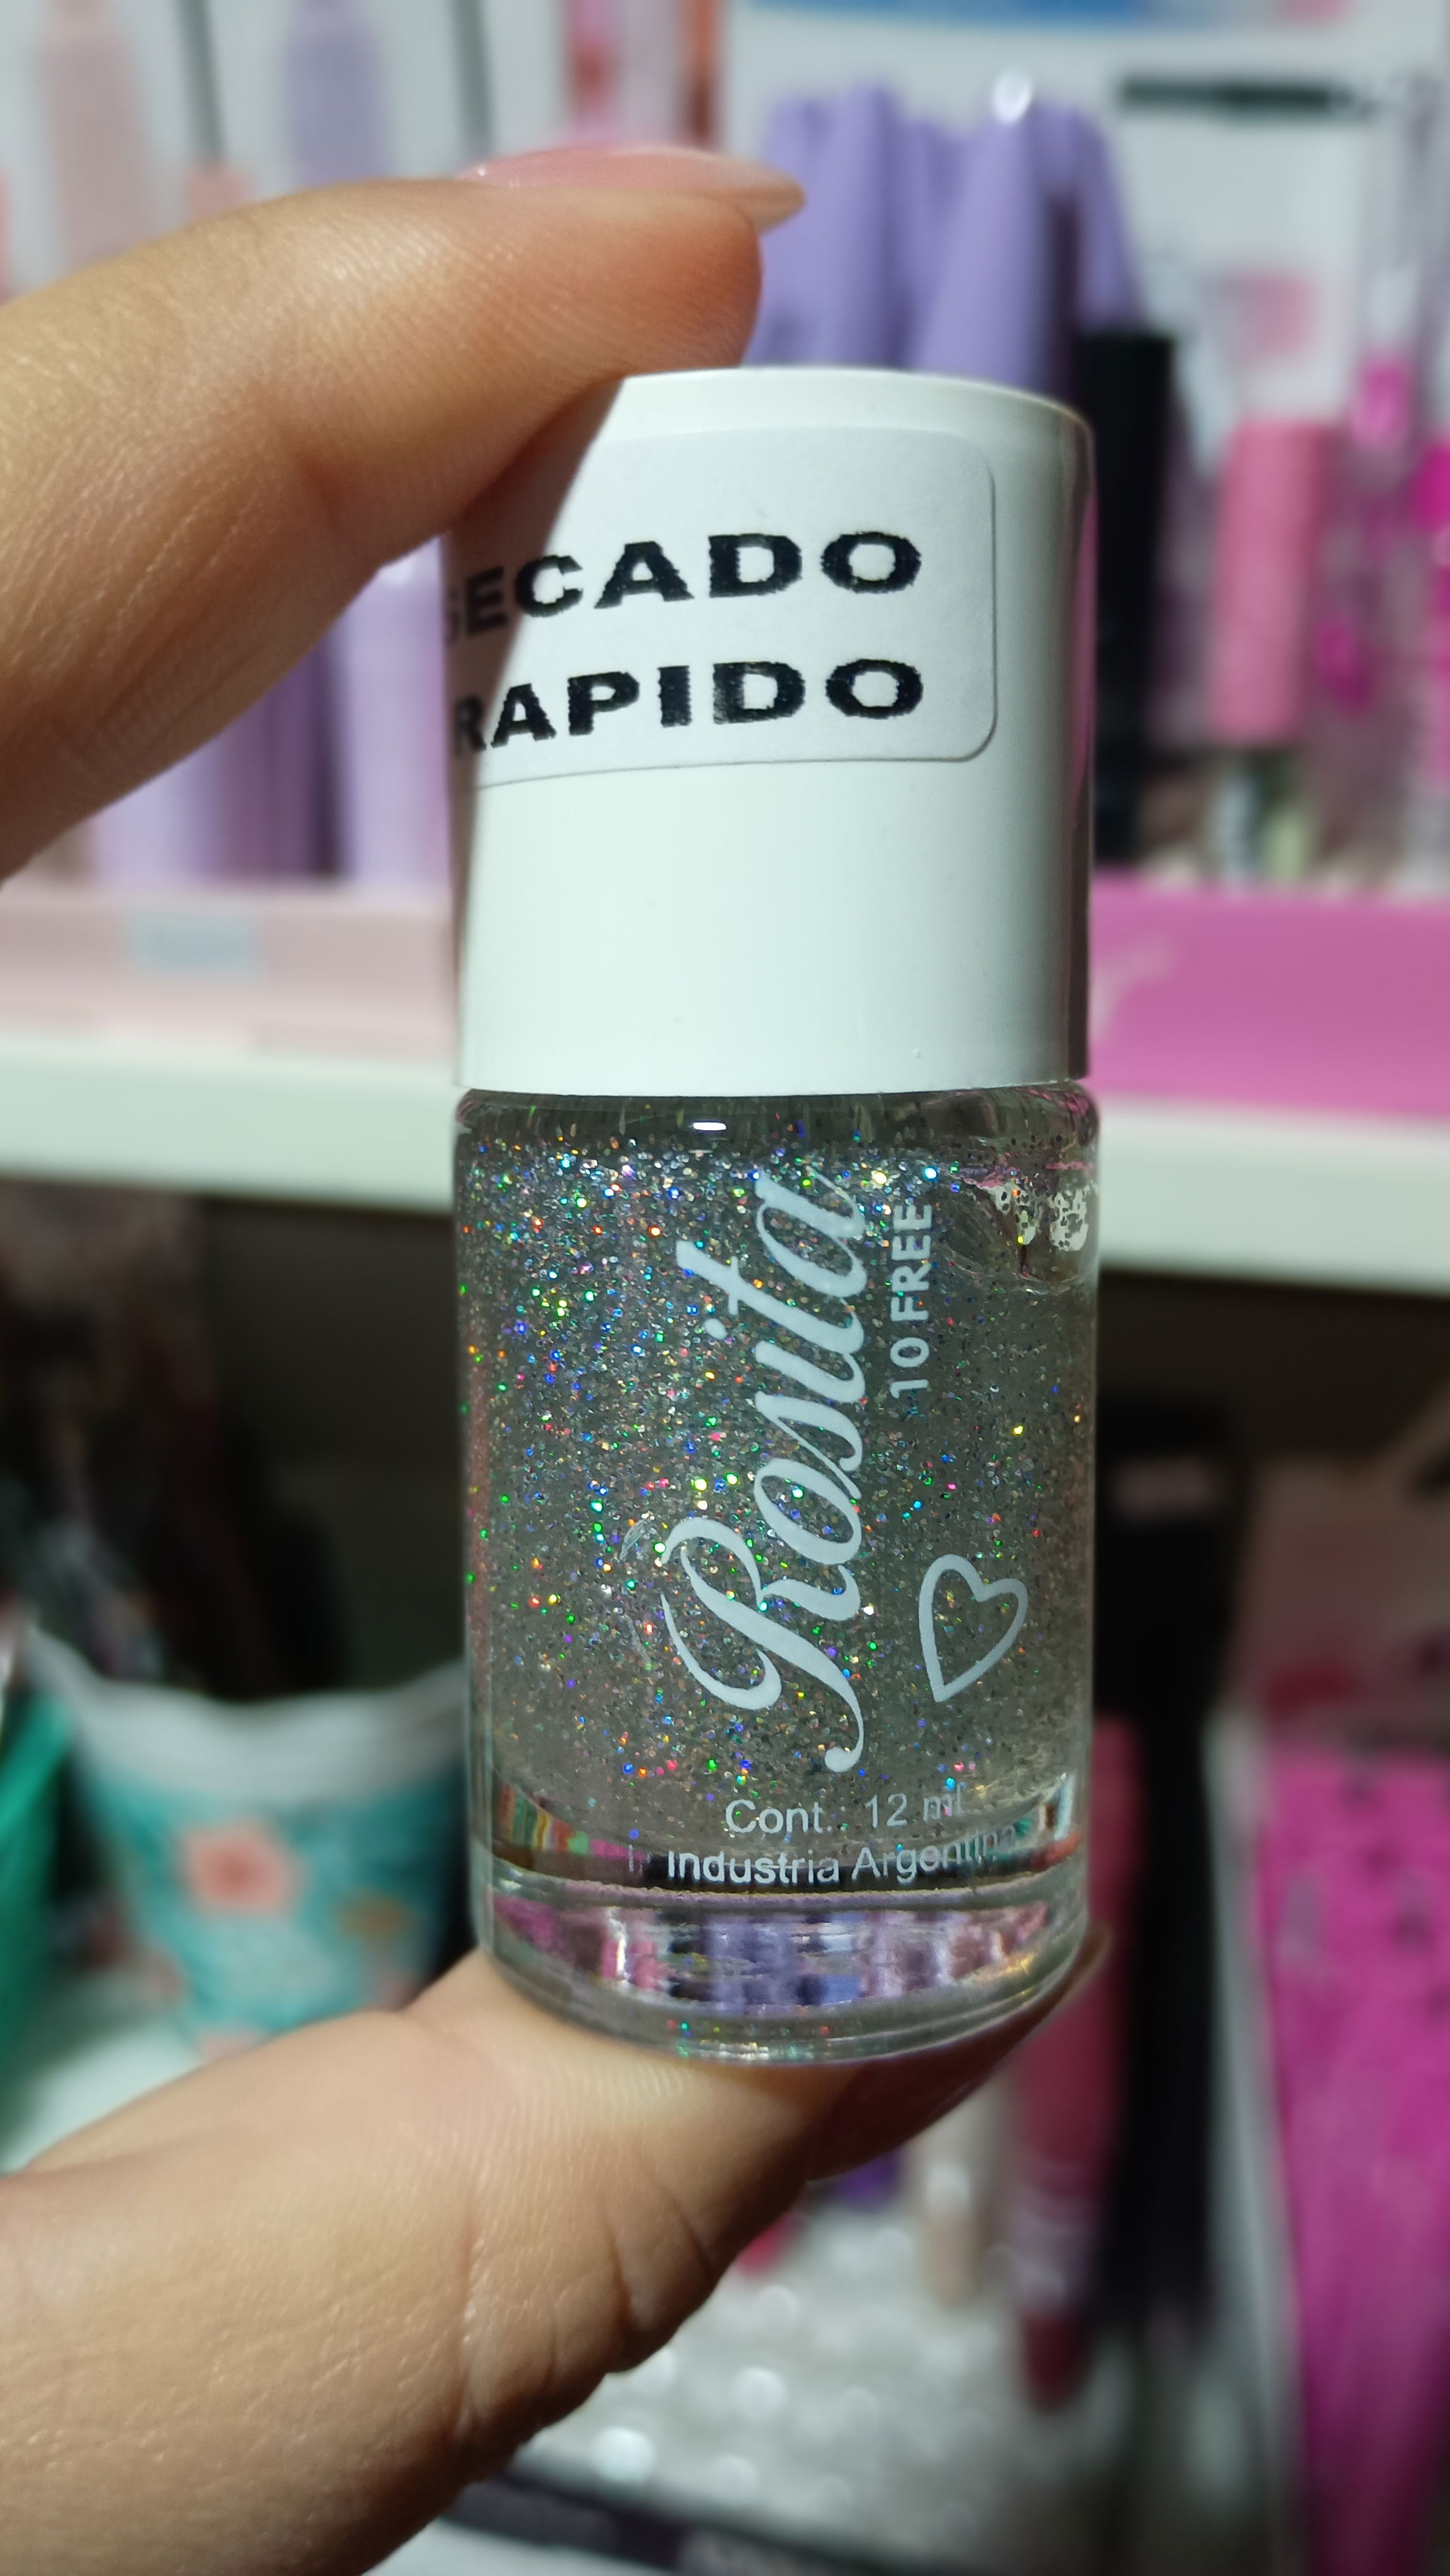 SECADO
RAPIDO
Rosita
10 FREE
Cont.: 12 ml
Industria Argentina